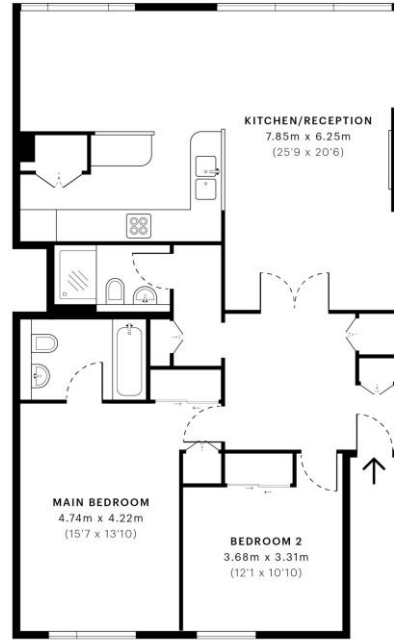 KITCHEN/RECEPTION
7.85m x 6.25m
(25'9 x 20'6)
MAIN BEDROOM
4.74m x 4.22m
(15'7 x 13'10)
BEDROOM 2
3.68m x 3.31m
(12'1 x 10'10)